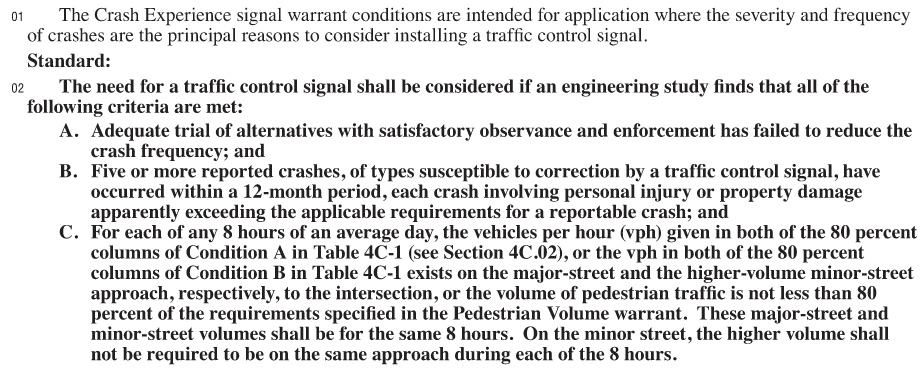 01 The Crash Experience signal warrant conditions are intended for application where the severity and frequency
of crashes are the principal reasons to consider installing a traffic control signal.
Standard:
02 The need for a traffic control signal shall be considered if an engineering study finds that all of the
following criteria are met:
A. Adequate trial of alternatives with satisfactory observance and enforcement has failed to reduce the
crash frequency; and
B. Five or more reported crashes, of types susceptible to correction by a traffic control signal, have
occurred within a 12-month period, each crash involving personal injury or property damage
apparently exceeding the applicable requirements for a reportable crash; and
C. For each of any 8 hours of an average day, the vehicles per hour (vph) given in both of the 80 percent
columns of Condition A in Table 4C-1 (see Section 4C.02), or the vph in both of the 80 percent
columns of Condition B in Table 4C-1 exists on the major-street and the higher-volume minor-street
approach, respectively, to the intersection, or the volume of pedestrian traffic is not less than 80
percent of the requirements specified in the Pedestrian Volume warrant. These major-street and
minor-street volumes shall be for the same 8 hours. On the minor street, the higher volume shall
not be required to be on the same approach during each of the 8 hours.